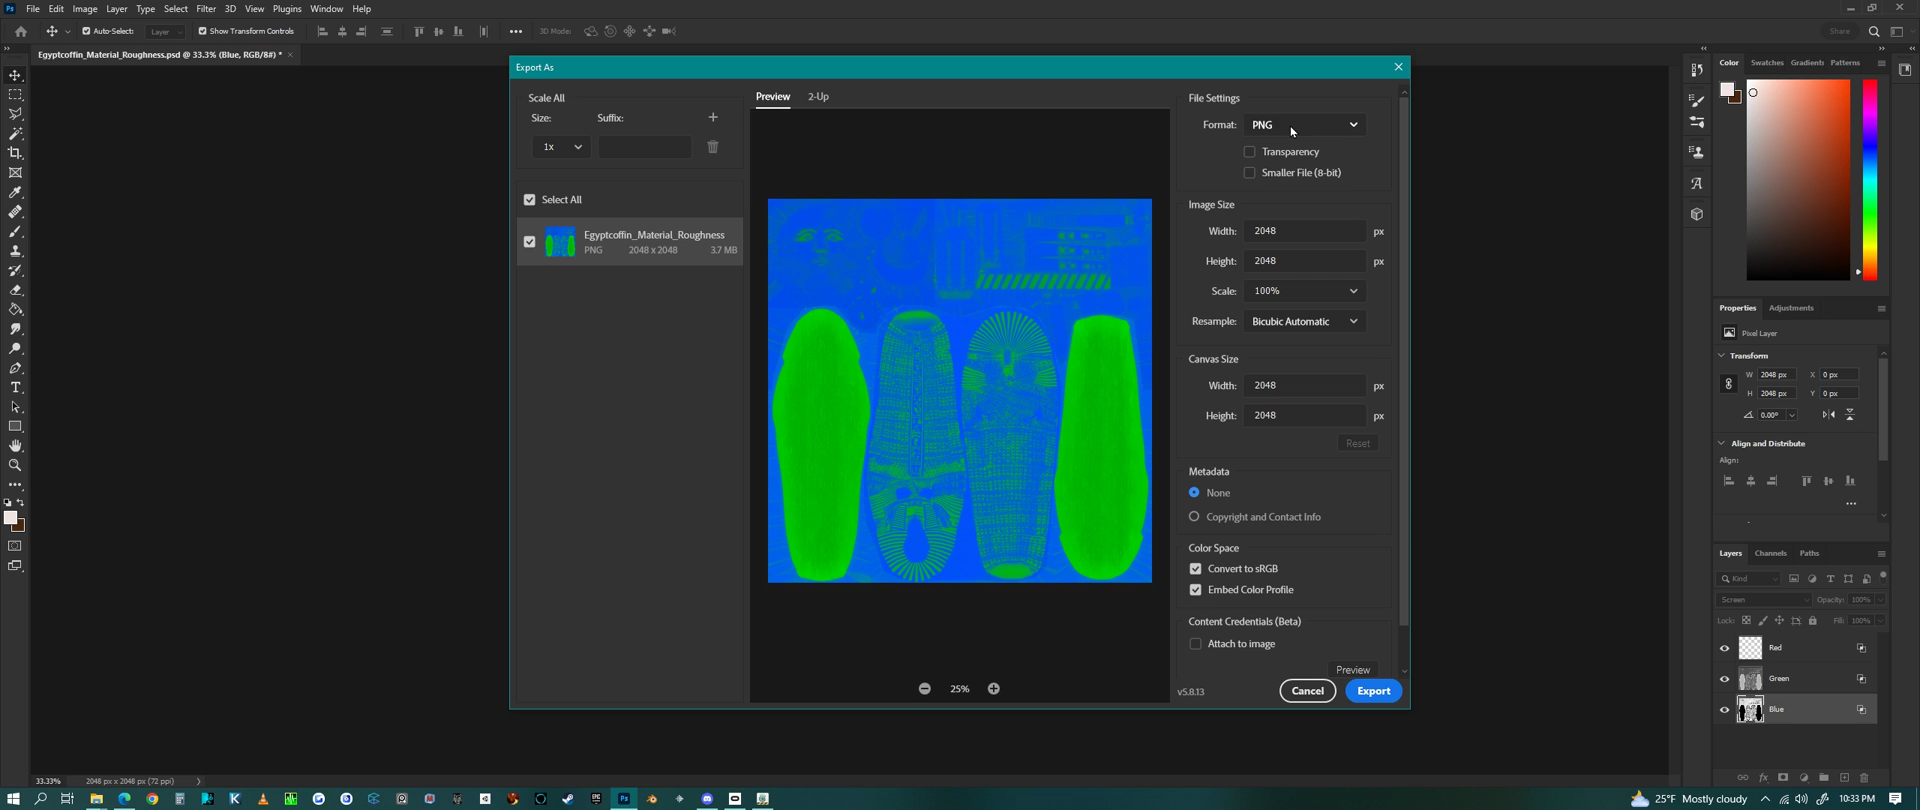 File Edit Image Layer Type Select Filter 3D View Plugins Window Help
Auto-Select: Layer Show Transform Controls 3D Mode: Share
Egyptcoffin_Material_Roughness.psd @ 33.3% (Blue, RGB/8#) *
Export As
Scale All
Size: Suffix:
1x
Select All
Egyptcoffin_Material_Roughness
PNG 2048 x 2048 3.7 MB
Preview 2-Up
25%
File Settings
Format: PNG
Transparency
Smaller File (8-bit)
Image Size
Width: 2048 px
Height: 2048 px
Scale: 100%
Resample: Bicubic Automatic
Canvas Size
Width: 2048 px
Height: 2048 px
Reset
Metadata
None
Copyright and Contact Info
Color Space
Convert to sRGB
Embed Color Profile
Content Credentials (Beta)
Attach to image
Preview
v5.8.13 Cancel Export
Color Swatches Gradients Patterns
Properties Adjustments
Pixel Layer
Transform
W 2048 px X 0 px
H 2048 px Y 0 px
0.00°
Align and Distribute
Align:
Layers Channels Paths
Kind
Screen Opacity: 100%
Lock: Fill: 100%
Red
Green
Blue
33.33% 2048 px x 2048 px (72 ppi)
25°F Mostly cloudy 10:33 PM